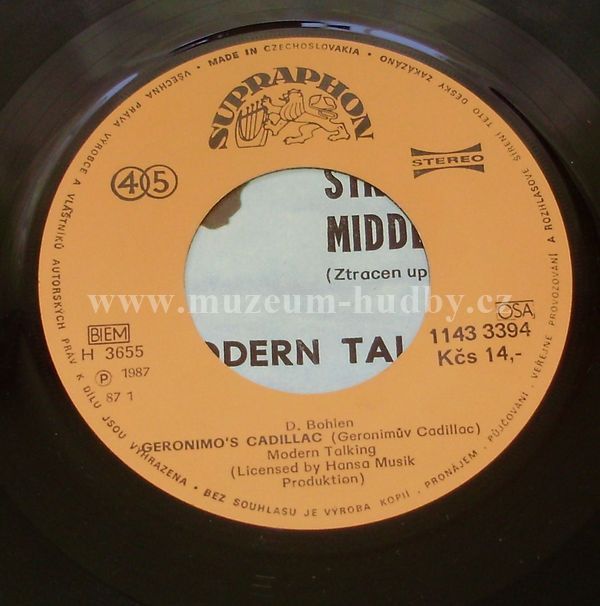 VŠECHNA PRÁVA VÝROBCE A VLASTNÍKŮ AUTORSKÝCH PRÁV K DÍLU JSOU VYHRAZENA • BEZ SOUHLASU JE VÝROBA KOPIÍ, PRONÁJEM, PŮJČOVÁNÍ, VEŘEJNÉ PROVOZOVÁNÍ A ROZHLASOVÉ ŠÍŘENÍ TÉTO DESKY ZAKÁZÁNO • MADE IN CZECHOSLOVAKIA •
SUPRAPHON
45
STEREO
MIDD
(Ztracen up
www.muzeum-hudby.cz
BIEM
OSA
H 3655
1143 3394
ODERN TAL
Kčs 14,-
Ⓟ 1987
87 1
D. Bohlen
GERONIMO'S CADILLAC (Geronimův Cadillac)
Modern Talking
(Licensed by Hansa Musik
Produktion)